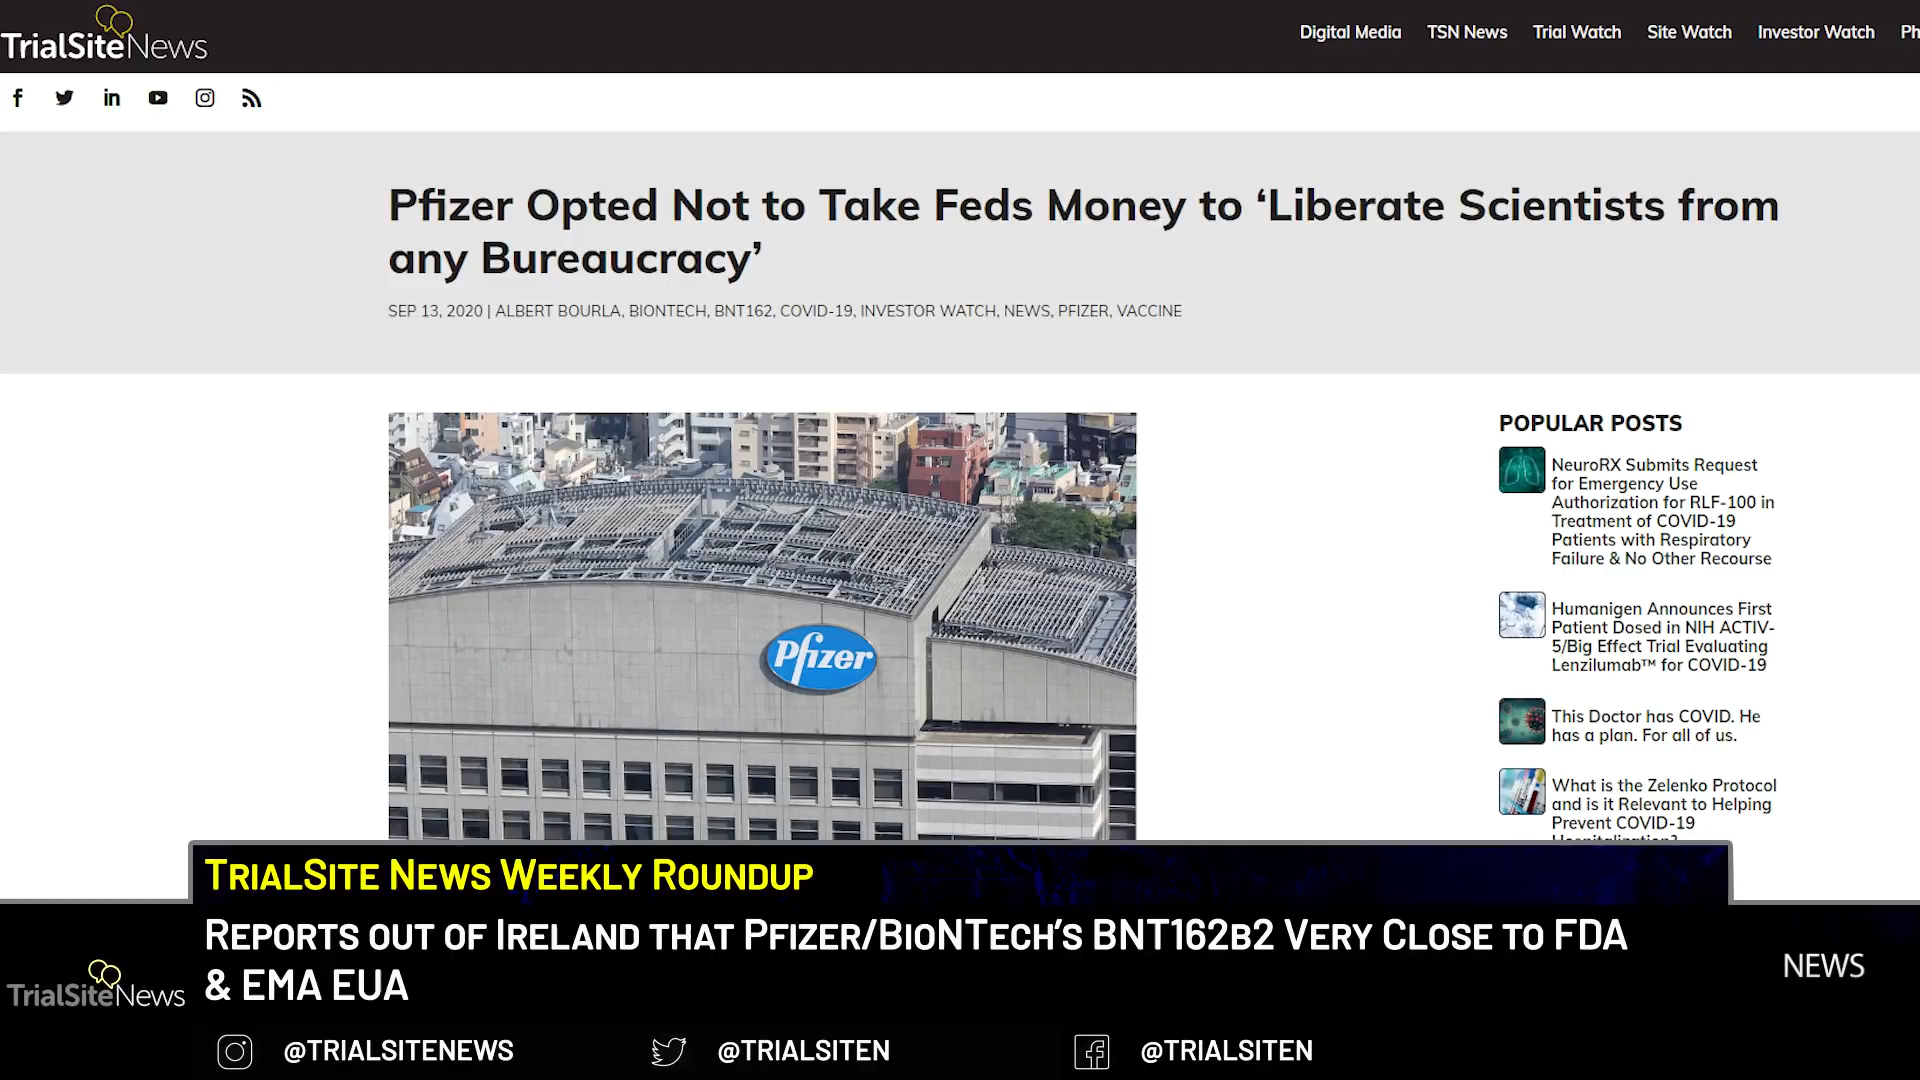 TrialSiteNews
Digital Media TSN News Trial Watch Site Watch Investor Watch Ph
Pfizer Opted Not to Take Feds Money to ‘Liberate Scientists from
any Bureaucracy’
SEP 13, 2020 | ALBERT BOURLA, BIONTECH, BNT162, COVID-19, INVESTOR WATCH, NEWS, PFIZER, VACCINE
Pfizer
POPULAR POSTS
NeuroRX Submits Request
for Emergency Use
Authorization for RLF-100 in
Treatment of COVID-19
Patients with Respiratory
Failure & No Other Recourse
Humanigen Announces First
Patient Dosed in NIH ACTIV-
5/Big Effect Trial Evaluating
Lenzilumab™ for COVID-19
This Doctor has COVID. He
has a plan. For all of us.
What is the Zelenko Protocol
and is it Relevant to Helping
Prevent COVID-19
Hospitalization?
TrialSite News Weekly Roundup
Reports out of Ireland that Pfizer/BioNTech’s BNT162b2 Very Close to FDA
& EMA EUA
TrialSiteNews
NEWS
@TRIALSITENEWS @TRIALSITEN @TRIALSITEN